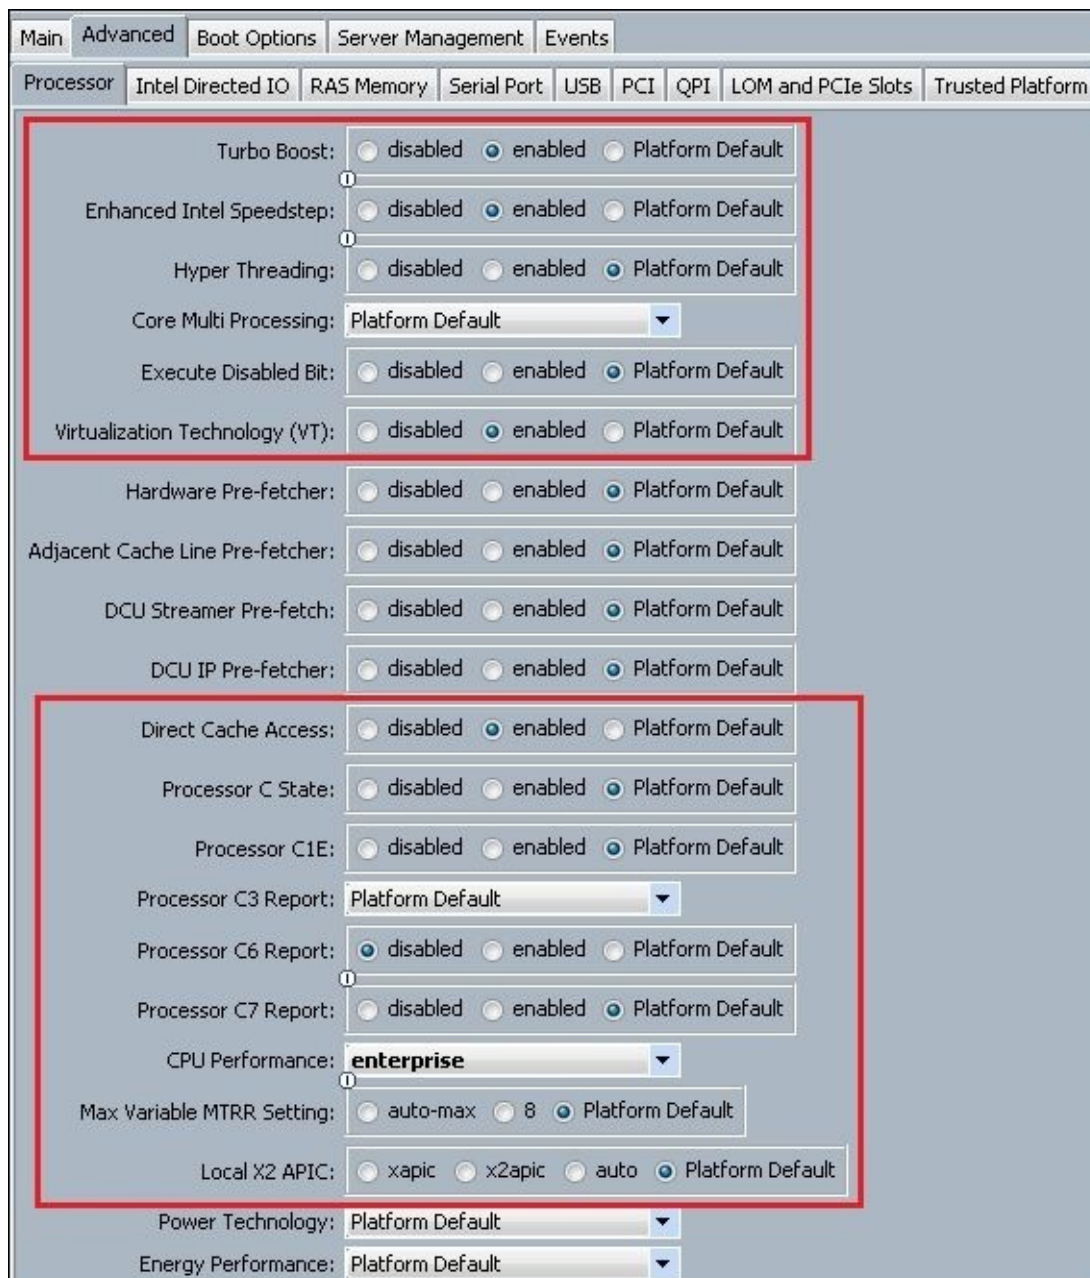 Main Advanced Boot Options Server Management Events
Processor Intel Directed IO RAS Memory Serial Port USB PCI QPI LOM and PCIe Slots Trusted Platform
Turbo Boost: disabled enabled Platform Default
Enhanced Intel Speedstep: disabled enabled Platform Default
Hyper Threading: disabled enabled Platform Default
Core Multi Processing: Platform Default
Execute Disabled Bit: disabled enabled Platform Default
Virtualization Technology (VT): disabled enabled Platform Default
Hardware Pre-fetcher: disabled enabled Platform Default
Adjacent Cache Line Pre-fetcher: disabled enabled Platform Default
DCU Streamer Pre-fetch: disabled enabled Platform Default
DCU IP Pre-fetcher: disabled enabled Platform Default
Direct Cache Access: disabled enabled Platform Default
Processor C State: disabled enabled Platform Default
Processor C1E: disabled enabled Platform Default
Processor C3 Report: Platform Default
Processor C6 Report: disabled enabled Platform Default
Processor C7 Report: disabled enabled Platform Default
CPU Performance: enterprise
Max Variable MTRR Setting: auto-max 8 Platform Default
Local X2 APIC: xapic x2apic auto Platform Default
Power Technology: Platform Default
Energy Performance: Platform Default